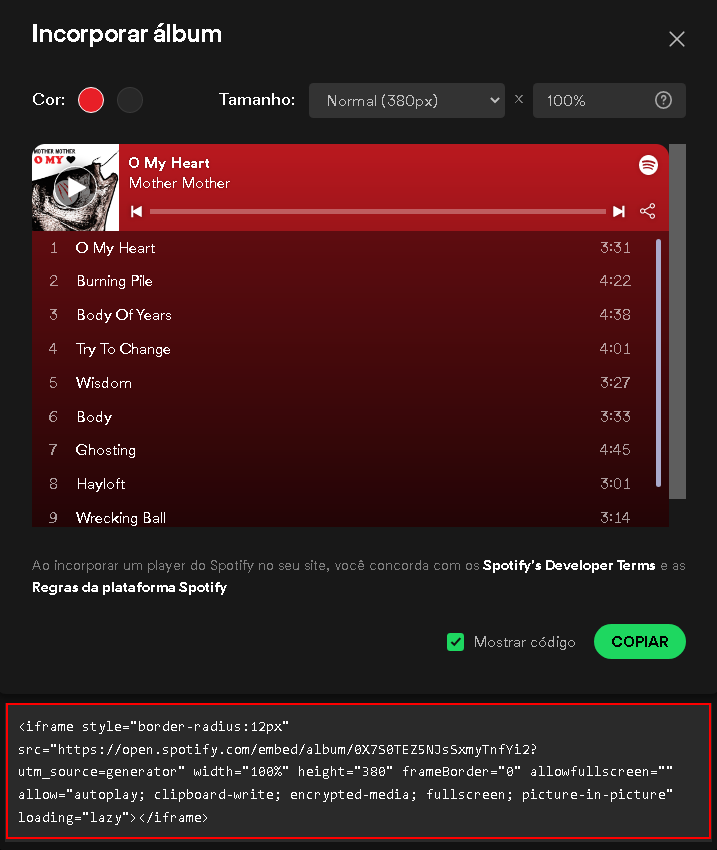 Incorporar álbum
Cor:
Tamanho:
Normal (380px)
×
100%
?
MOTHER MOTHER
O MY
O My Heart
Mother Mother
1 O My Heart 3:31
2 Burning Pile 4:22
3 Body Of Years 4:38
4 Try To Change 4:01
5 Wisdom 3:27
6 Body 3:33
7 Ghosting 4:45
8 Hayloft 3:01
9 Wrecking Ball 3:14
Ao incorporar um player do Spotify no seu site, você concorda com os Spotify's Developer Terms e as
Regras da plataforma Spotify
Mostrar código
COPIAR
<iframe style="border-radius:12px"
src="https://open.spotify.com/embed/album/0X7S0TEZ5NJsSxmyTnfYi2?
utm_source=generator" width="100%" height="380" frameBorder="0" allowfullscreen=""
allow="autoplay; clipboard-write; encrypted-media; fullscreen; picture-in-picture"
loading="lazy"></iframe>